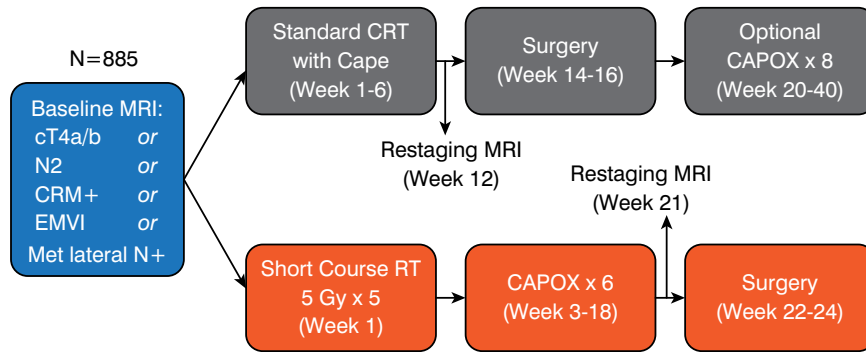 N=885
Baseline MRI:
cT4a/b or
N2 or
CRM+ or
EMVI or
Met lateral N+
Standard CRT
with Cape
(Week 1-6)
Surgery
(Week 14-16)
Optional
CAPOX x 8
(Week 20-40)
Restaging MRI
(Week 12)
Restaging MRI
(Week 21)
Short Course RT
5 Gy x 5
(Week 1)
CAPOX x 6
(Week 3-18)
Surgery
(Week 22-24)